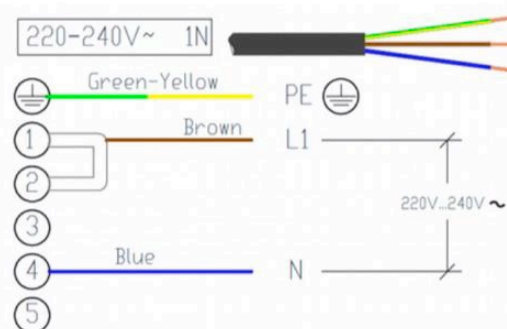 220-240V~ 1N
Green-Yellow PE
1 Brown L1
2
220V...240V ~
3
4 Blue N
5